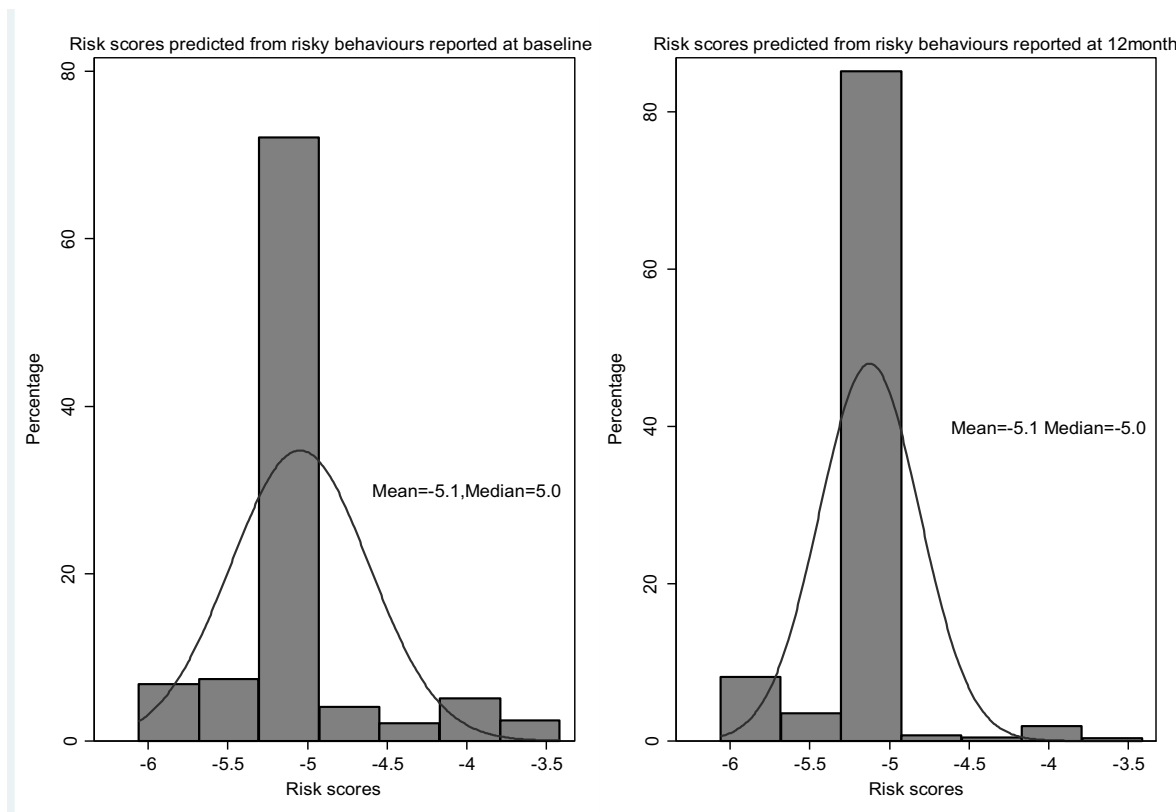 Risk scores predicted from risky behaviours reported at baseline
80
60
40
20
0
Percentage
Mean=-5.1,Median=5.0
-6 -5.5 -5 -4.5 -4 -3.5
Risk scores
Risk scores predicted from risky behaviours reported at 12month
80
60
40
20
0
Percentage
Mean=-5.1 Median=-5.0
-6 -5.5 -5 -4.5 -4 -3.5
Risk scores